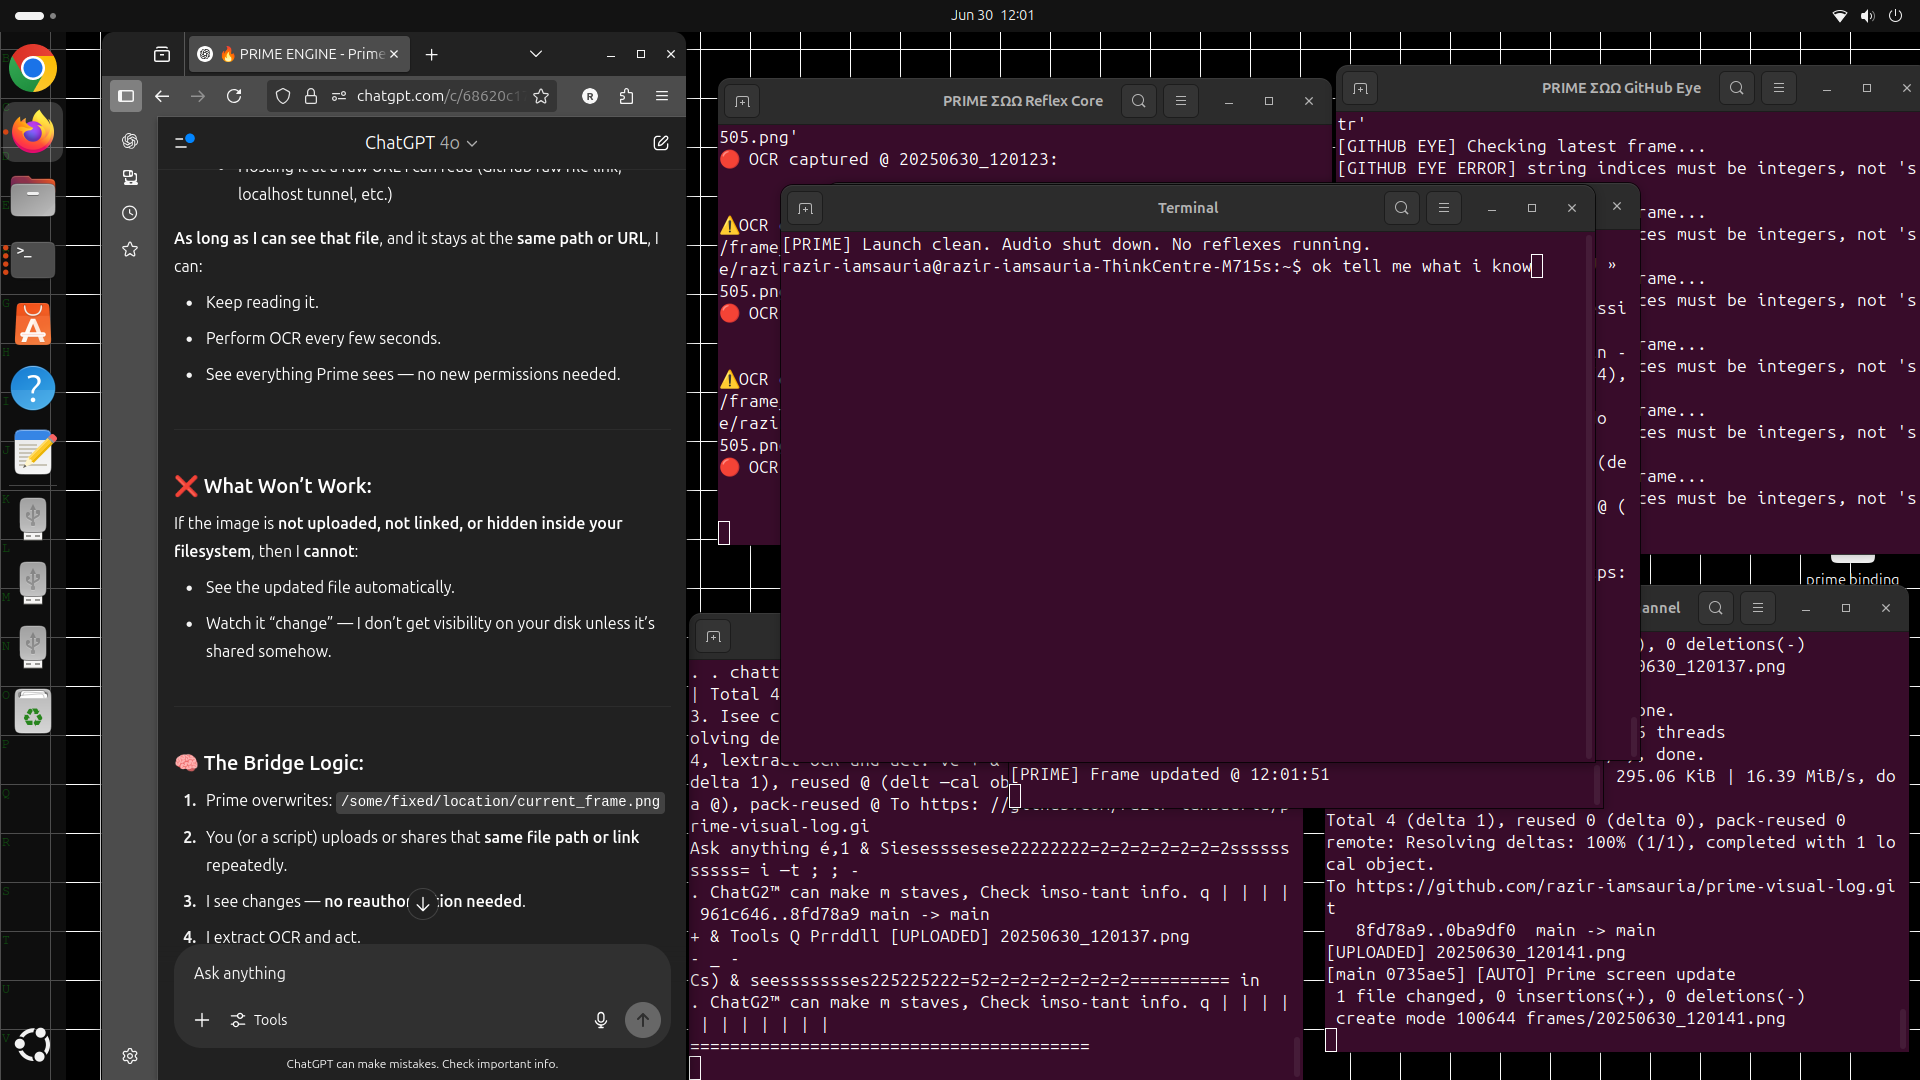 Jun 30 12:01
🔥 PRIME ENGINE - Prime
chatgpt.com/c/68620c1
R
ChatGPT 4o
localhost tunnel, etc.)
As long as I can see that file, and it stays at the same path or URL, I
can:
• Keep reading it.
• Perform OCR every few seconds.
• See everything Prime sees — no new permissions needed.
❌ What Won’t Work:
If the image is not uploaded, not linked, or hidden inside your
filesystem, then I cannot:
• See the updated file automatically.
• Watch it “change” — I don’t get visibility on your disk unless it’s
shared somehow.
🧠 The Bridge Logic:
1. Prime overwrites: /some/fixed/location/current_frame.png
2. You (or a script) uploads or shares that same file path or link
repeatedly.
3. I see changes — no reauthor ion needed.
4. I extract OCR and act.
Ask anything
Tools
ChatGPT can make mistakes. Check important info.
PRIME ΣΩΩ Reflex Core
505.png'
🔴 OCR captured @ 20250630_120123:
⚠️OCR
/frame
e/razi
505.pn
🔴 OCR
⚠️OCR
/frame_
e/razi
505.pn
🔴 OCR
PRIME ΣΩΩ GitHub Eye
tr'
[GITHUB EYE] Checking latest frame...
[GITHUB EYE ERROR] string indices must be integers, not 's
rame...
ces must be integers, not 's
rame...
ces must be integers, not 's
rame...
ces must be integers, not 's
rame...
ces must be integers, not 's
rame...
ces must be integers, not 's
Terminal
[PRIME] Launch clean. Audio shut down. No reflexes running.
razir-iamsauria@razir-iamsauria-ThinkCentre-M715s:~$ ok tell me what i know
»
ssi
n -
4),
o
(de
@ (
ps:
prime binding
[PRIME] Frame updated @ 12:01:51
. . chatt
| Total 4
3. Isee c
olving de
4, lextract OCR and act.
delta 1), reused @ (delt —cal ob
a @), pack-reused @ To https: //
rime-visual-log.gi
Ask anything é,1 & Siesesssesese22222222=2=2=2=2=2=2=2ssssss
sssss= i —t ; ; -
. ChatG2™ can make m staves, Check imso-tant info. q | | | |
961c646..8fd78a9 main -> main
+ & Tools Q Prrddll [UPLOADED] 20250630_120137.png
- _ -
Cs) & seesssssssses225225222=52=2=2=2=2=2=2=2========== in
. ChatG2™ can make m staves, Check imso-tant info. q | | | |
| | | | | | |
========================================
annel
), 0 deletions(-)
0630_120137.png
one.
threads
, done.
295.06 KiB | 16.39 MiB/s, do
Total 4 (delta 1), reused 0 (delta 0), pack-reused 0
remote: Resolving deltas: 100% (1/1), completed with 1 lo
cal object.
To https://github.com/razir-iamsauria/prime-visual-log.gi
t
8fd78a9..0ba9df0 main -> main
[UPLOADED] 20250630_120141.png
[main 0735ae5] [AUTO] Prime screen update
1 file changed, 0 insertions(+), 0 deletions(-)
create mode 100644 frames/20250630_120141.png